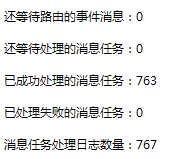 还等待路由的事件消息：0
还等待处理的消息任务：0
已成功处理的消息任务：763
已处理失败的消息任务：0
消息任务处理日志数量：767